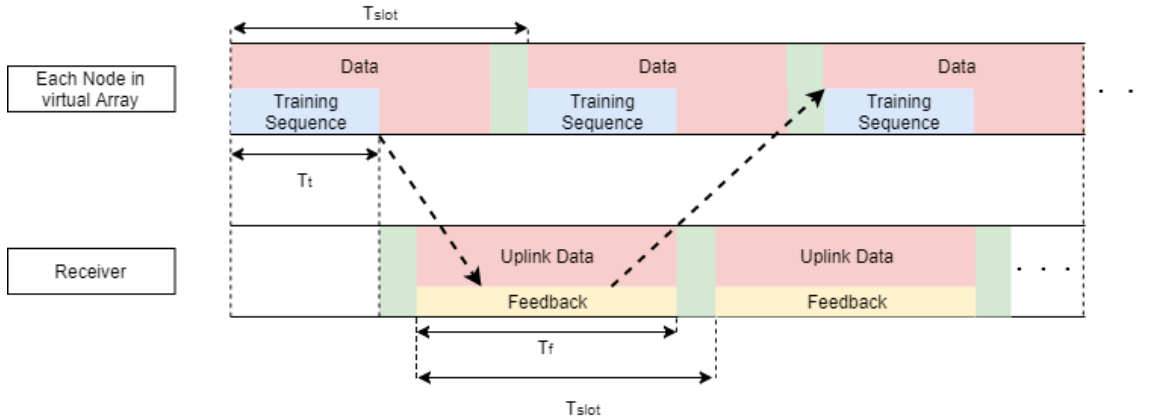 Tslot
Each Node in
virtual Array
Data
Data
Data
Training
Sequence
Training
Sequence
Training
Sequence
. .
Tt
Receiver
Uplink Data
Uplink Data
. . . .
Feedback
Feedback
Tf
Tslot